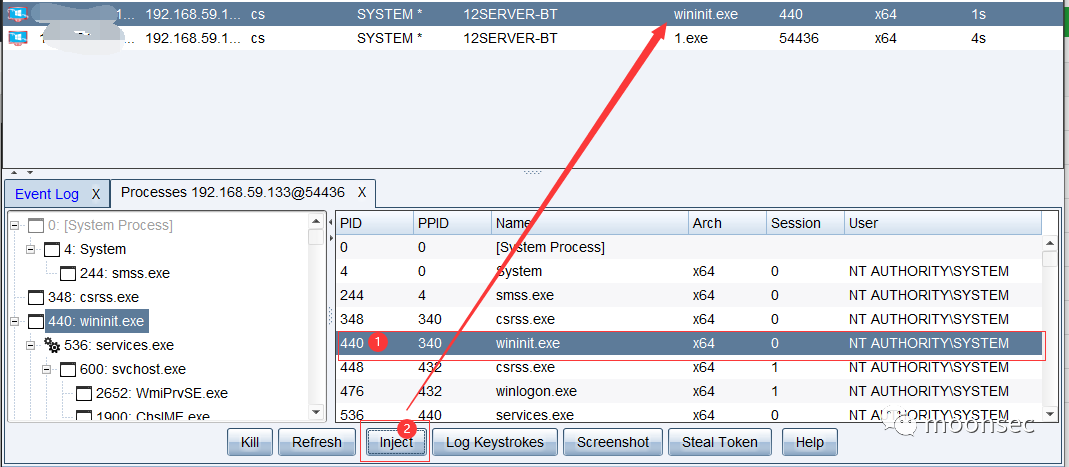 1... 192.168.59.1... cs SYSTEM * 12SERVER-BT wininit.exe 440 x64 1s
1 ... 192.168.59.1... cs SYSTEM * 12SERVER-BT 1.exe 54436 x64 4s
Event Log X Processes 192.168.59.133@54436 X
0: [System Process]
4: System
244: smss.exe
348: csrss.exe
440: wininit.exe
536: services.exe
600: svchost.exe
2652: WmiPrvSE.exe
1900: ChsIME.exe
PID PPID Name Arch Session User
0 0 [System Process]
4 0 System x64 0 NT AUTHORITY\SYSTEM
244 4 smss.exe x64 0 NT AUTHORITY\SYSTEM
348 340 csrss.exe x64 0 NT AUTHORITY\SYSTEM
440 1 340 wininit.exe x64 0 NT AUTHORITY\SYSTEM
448 432 csrss.exe x64 1 NT AUTHORITY\SYSTEM
476 432 winlogon.exe x64 1 NT AUTHORITY\SYSTEM
536 440 services.exe x64 0 NT AUTHORITY\SYSTEM
2
Kill Refresh Inject Log Keystrokes Screenshot Steal Token Help
moonsec